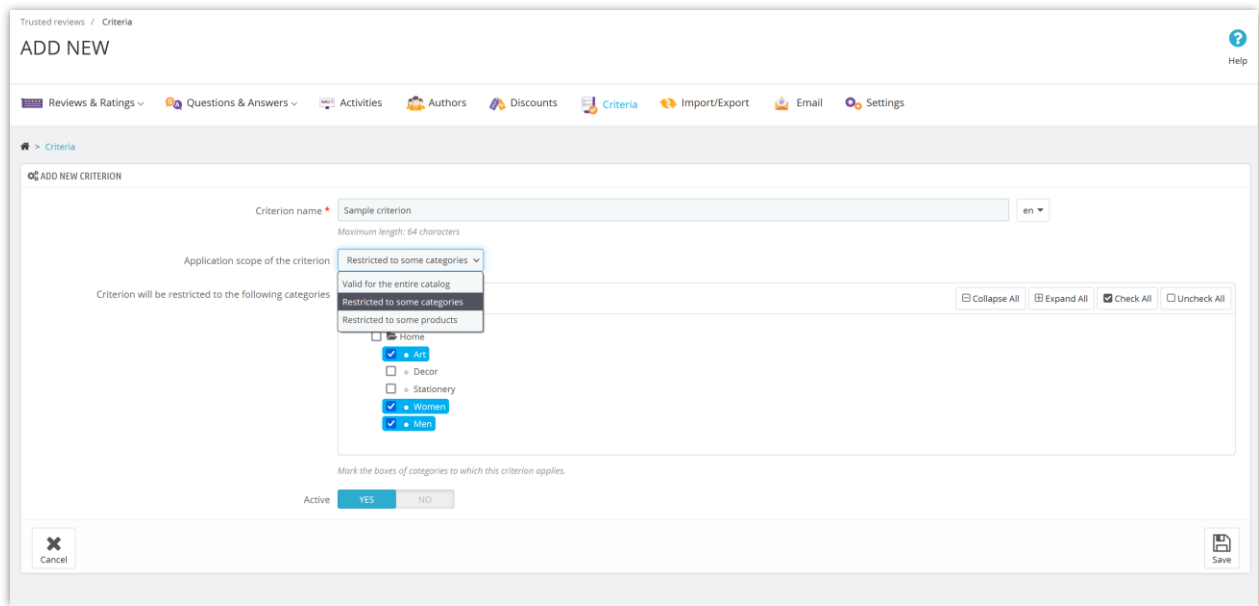 Trusted reviews / Criteria
ADD NEW
Help
Reviews & Ratings Questions & Answers Activities Authors Discounts Criteria Import/Export Email Settings
> Criteria
ADD NEW CRITERION
Criterion name * Sample criterion en
Maximum length: 64 characters
Application scope of the criterion Restricted to some categories
Valid for the entire catalog
Criterion will be restricted to the following categories Restricted to some categories Collapse All Expand All Check All Uncheck All
Restricted to some products
Home
Art
Decor
Stationery
Women
Men
Mark the boxes of categories to which this criterion applies.
Active YES NO
Cancel Save